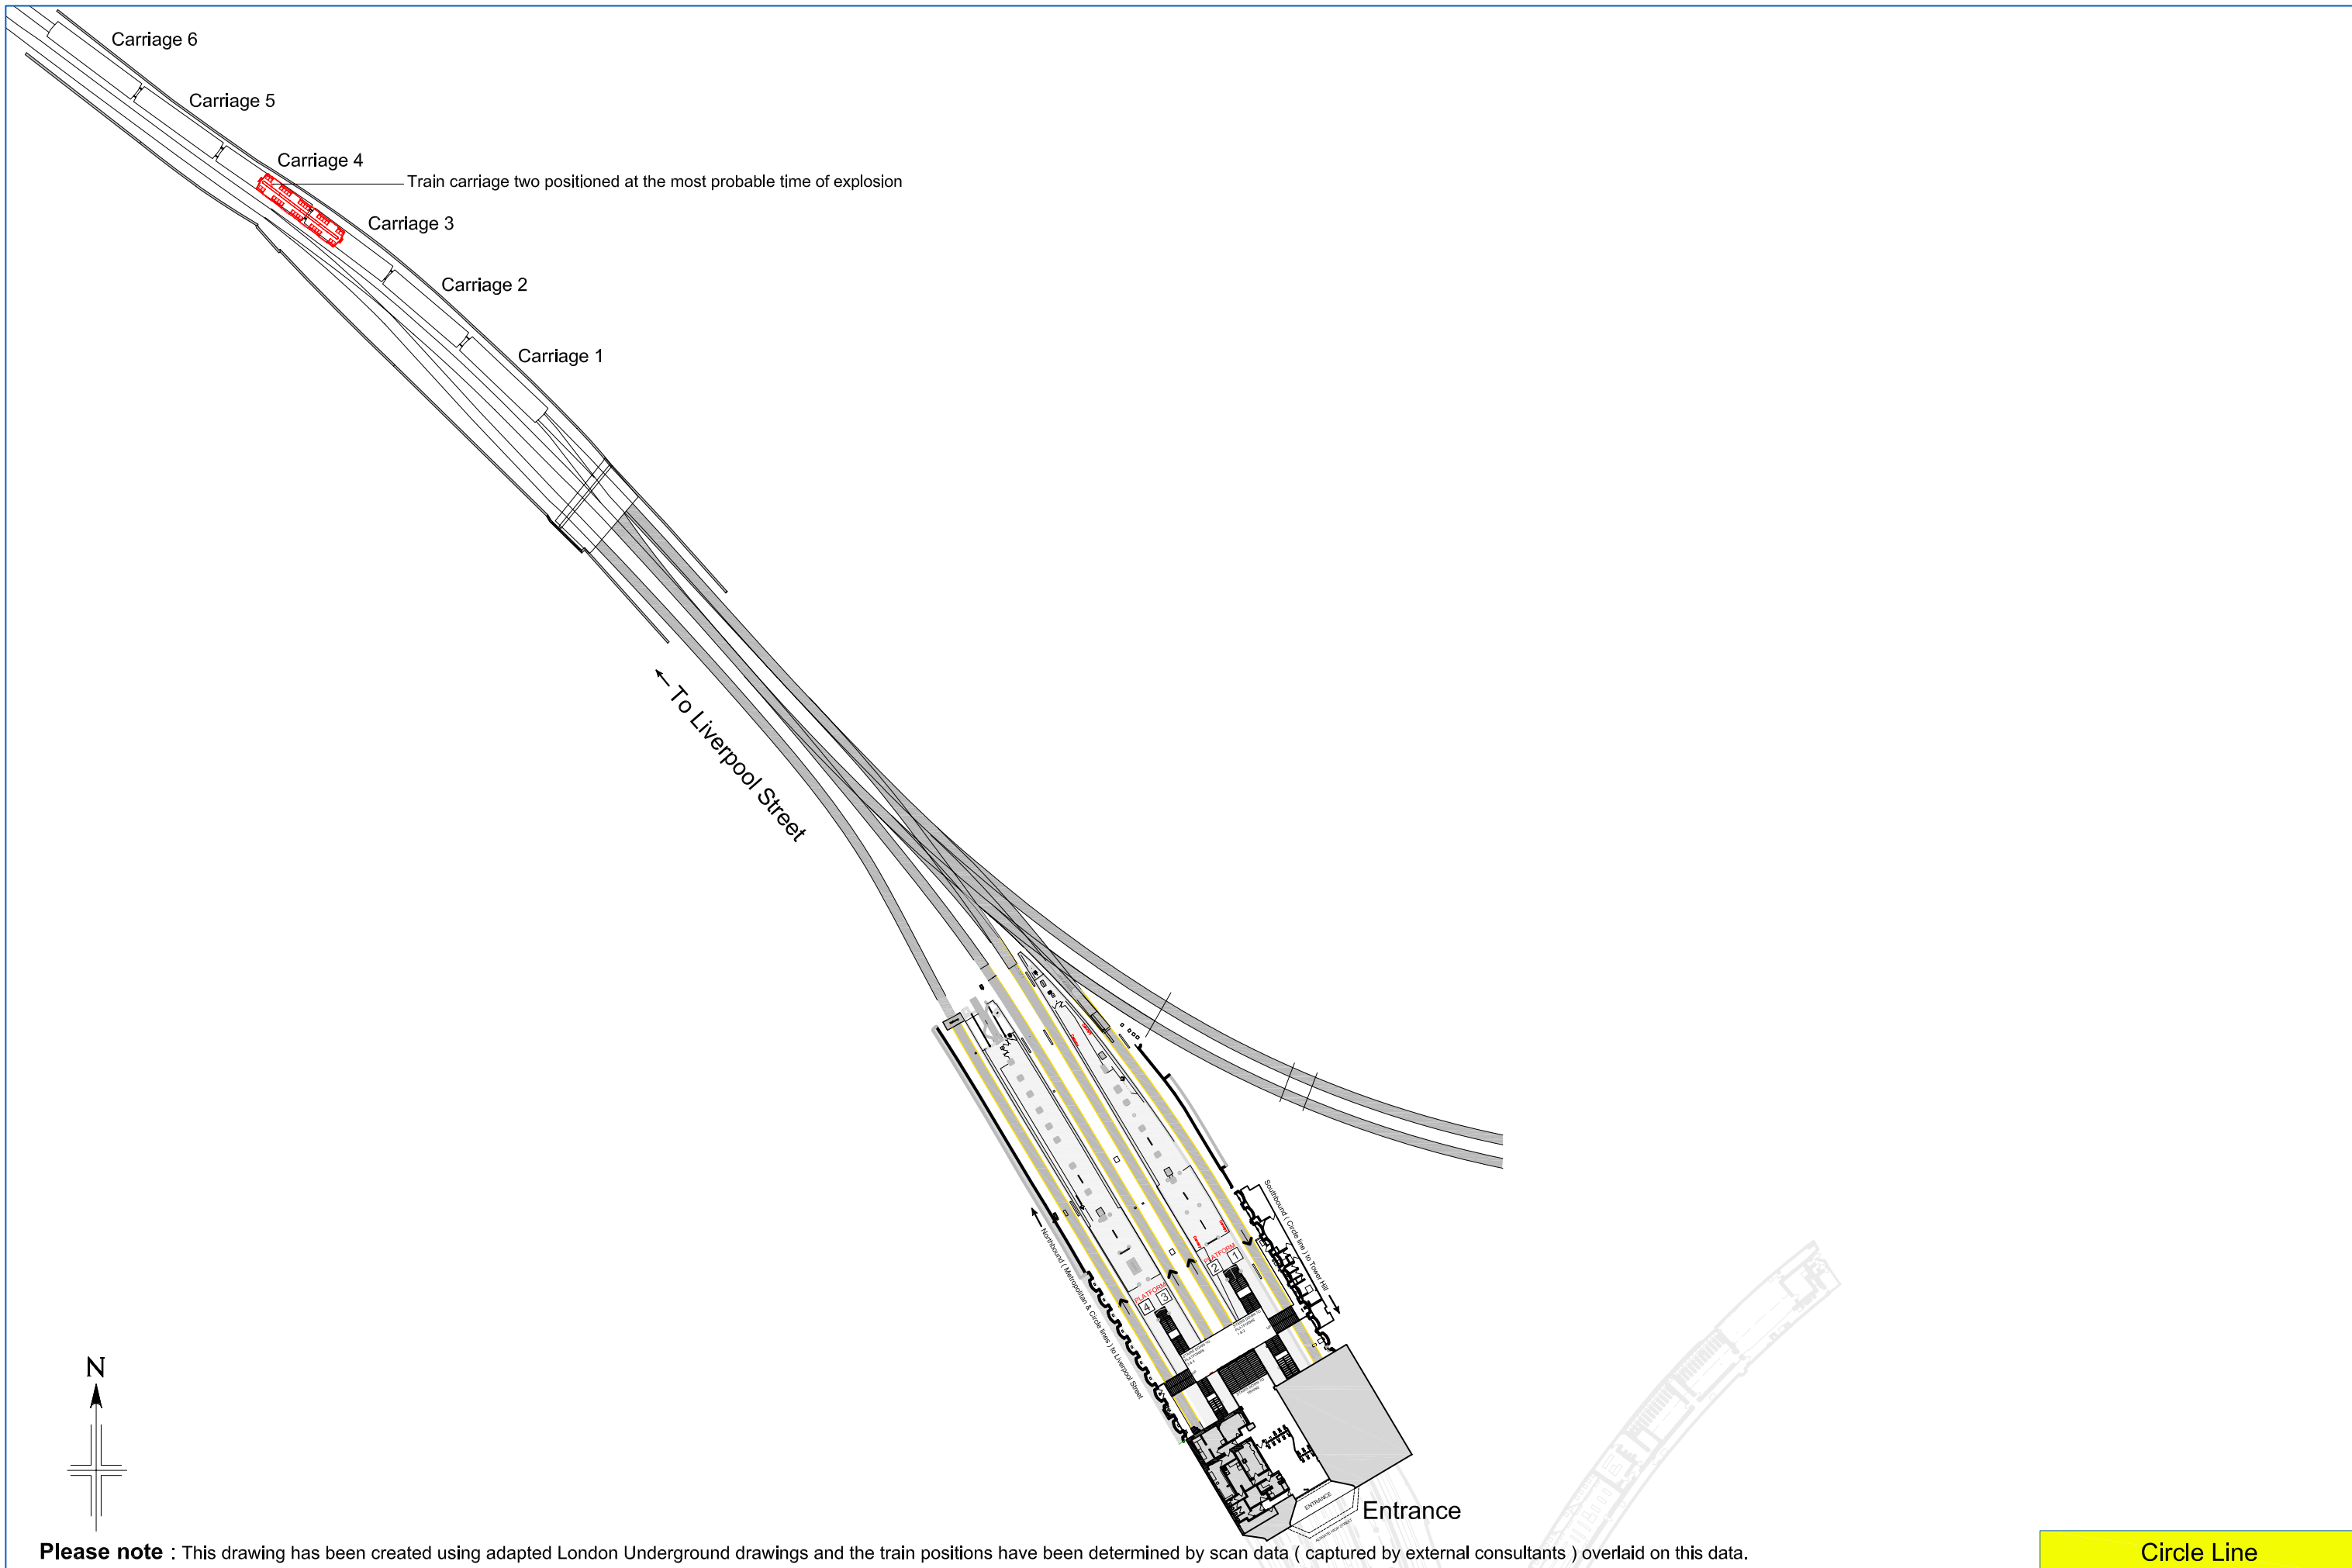 Carriage 6
Carriage 5
Carriage 4
Train carriage two positioned at the most probable time of explosion
Carriage 3
Carriage 2
Carriage 1
← To Liverpool Street
Southbound ( Circle line ) to Tower Hill
Northbound ( Metropolitan & Circle lines ) to Liverpool Street
PLATFORM
2 1
PLATFORM
4 3
N
ENTRANCE
Entrance
Please note : This drawing has been created using adapted London Underground drawings and the train positions have been determined by scan data ( captured by external consultants ) overlaid on this data.
Circle Line